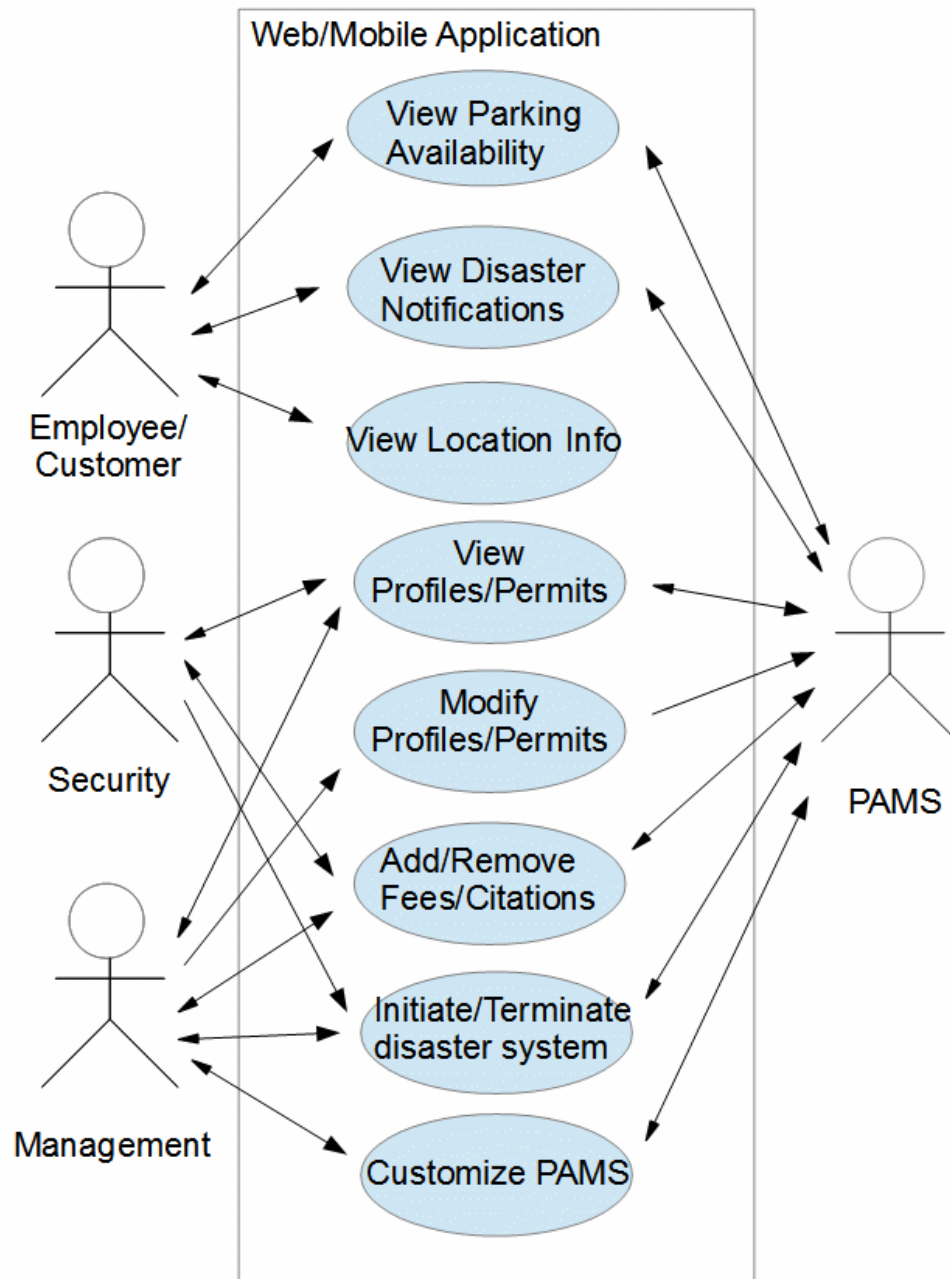 Web/Mobile Application
View Parking
Availability
View Disaster
Notifications
Employee/
Customer
View Location Info
View
Profiles/Permits
Security
Modify
Profiles/Permits
PAMS
Add/Remove
Fees/Citations
Initiate/Terminate
disaster system
Management
Customize PAMS